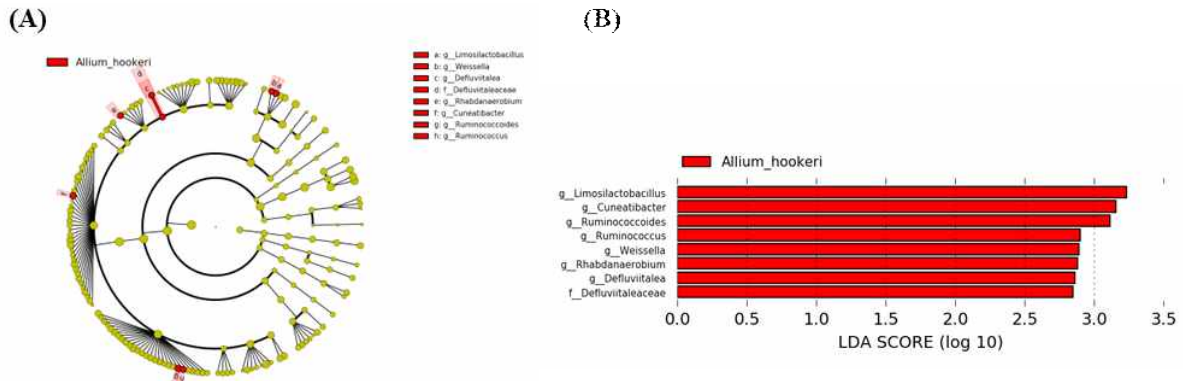 (A)
Allium_hookeri
a: g__Limosilactobacillus
b: g__Weissella
c: g__Defluviitalea
d: f__Defluviitaleaceae
e: g__Rhabdanaerobium
f: g__Cuneatibacter
g: g__Ruminococcoides
h: g__Ruminococcus
d
c
e
b
a
(B)
Allium_hookeri
g__Limosilactobacillus
g__Cuneatibacter
g__Ruminococcoides
g__Ruminococcus
g__Weissella
g__Rhabdanaerobium
g__Defluviitalea
f__Defluviitaleaceae
0.0 0.5 1.0 1.5 2.0 2.5 3.0 3.5
LDA SCORE (log 10)